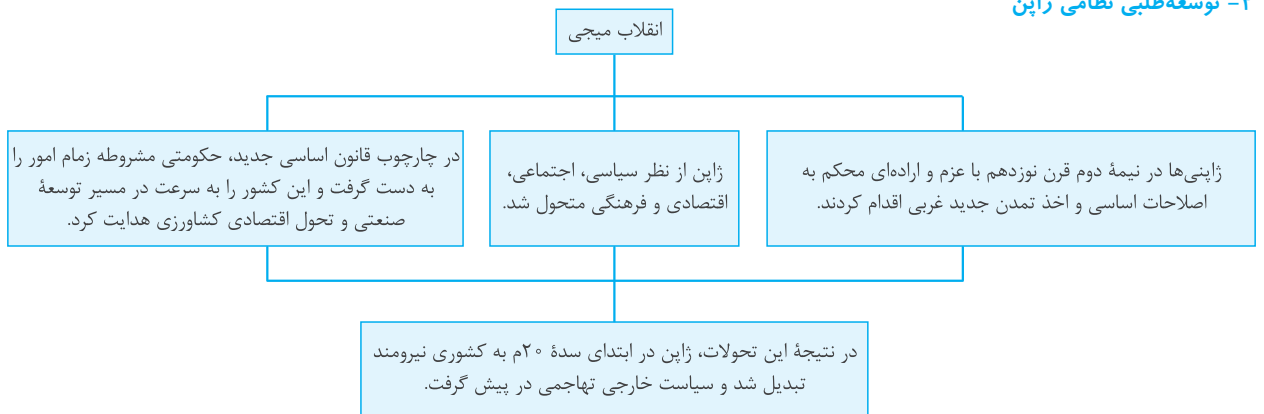 ۲- توسعه‌طلبی نظامی ژاپن
انقلاب میجی
ژاپنی‌ها در نیمهٔ دوم قرن نوزدهم با عزم و اراده‌ای محکم به
اصلاحات اساسی و اخذ تمدن جدید غربی اقدام کردند.
ژاپن از نظر سیاسی، اجتماعی،
اقتصادی و فرهنگی متحول شد.
در چارچوب قانون اساسی جدید، حکومتی مشروطه زمام امور را
به دست گرفت و این کشور را به سرعت در مسیر توسعهٔ
صنعتی و تحول اقتصادی کشاورزی هدایت کرد.
در نتیجهٔ این تحولات، ژاپن در ابتدای سدهٔ ۲۰م به کشوری نیرومند
تبدیل شد و سیاست خارجی تهاجمی در پیش گرفت.